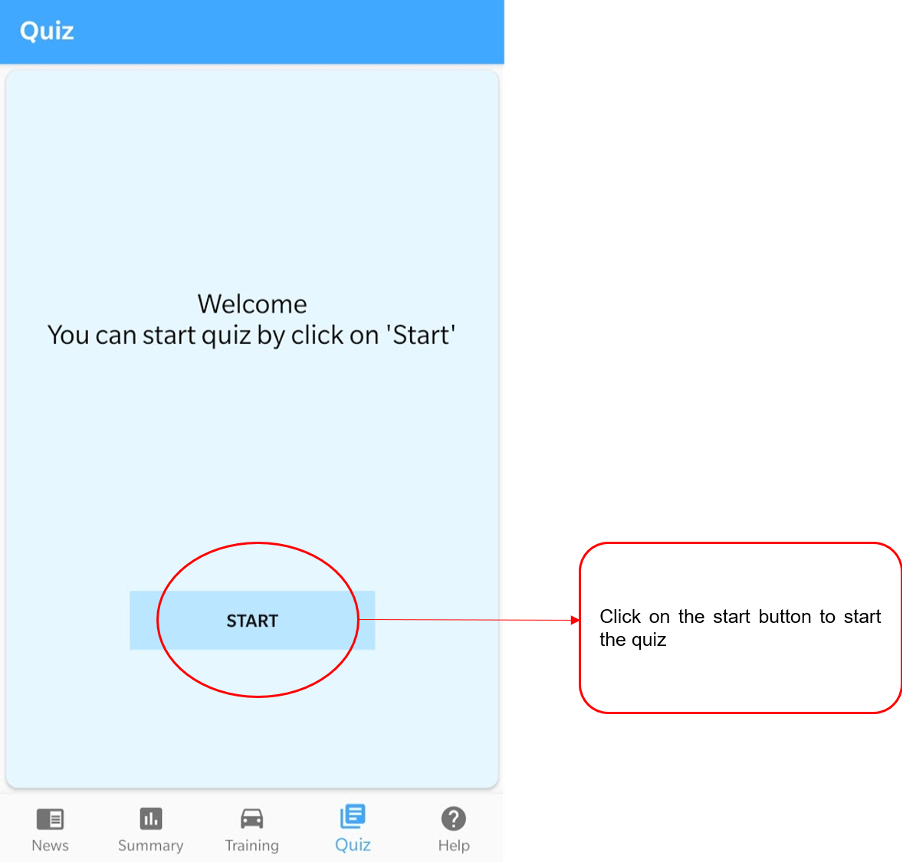 Quiz
Welcome
You can start quiz by click on 'Start'
START
Click on the start button to start
the quiz
News
Summary
Training
Quiz
Help